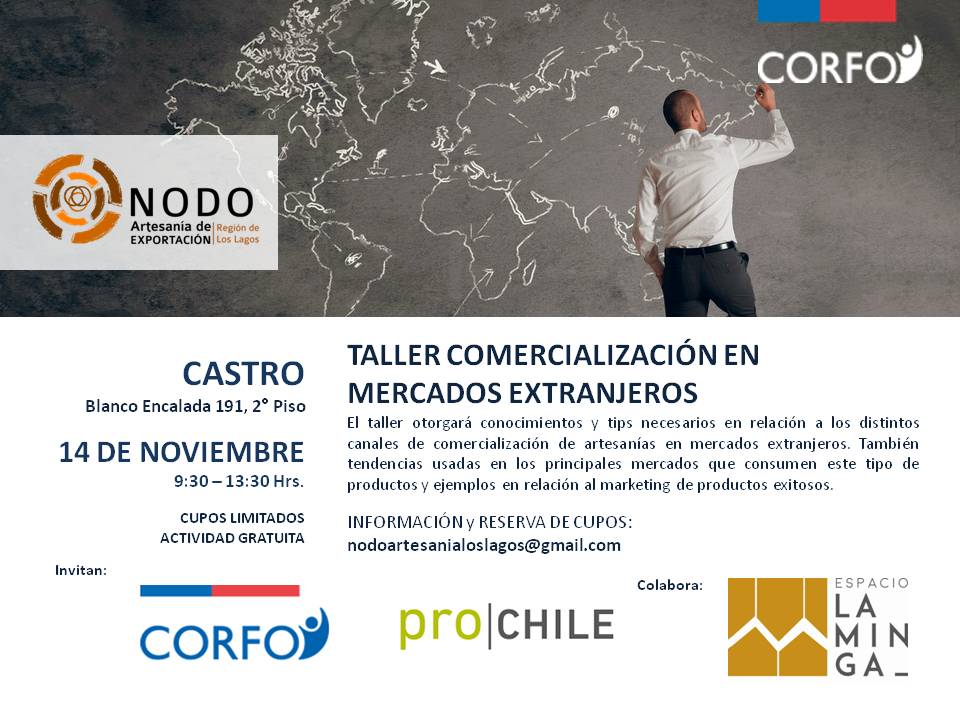 CORFO
NODO
Artesanía de
EXPORTACIÓN
Región de
Los Lagos
CASTRO
Blanco Encalada 191, 2° Piso
14 DE NOVIEMBRE
9:30 – 13:30 Hrs.
CUPOS LIMITADOS
ACTIVIDAD GRATUITA
TALLER COMERCIALIZACIÓN EN
MERCADOS EXTRANJEROS
El taller otorgará conocimientos y tips necesarios en relación a los distintos
canales de comercialización de artesanías en mercados extranjeros. También
tendencias usadas en los principales mercados que consumen este tipo de
productos y ejemplos en relación al marketing de productos exitosos.
INFORMACIÓN y RESERVA DE CUPOS:
nodoartesanialoslagos@gmail.com
Invitan:
CORFO
pro|CHILE
Colabora:
ESPACIO
LA
MIN
GA_